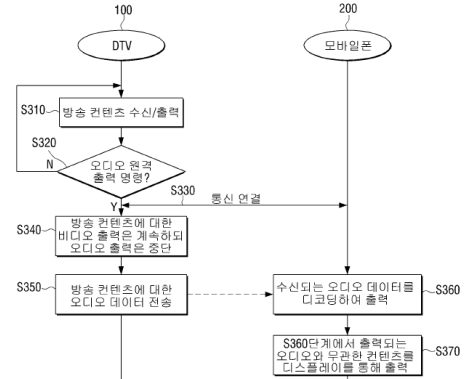 100
200
DTV
모바일폰
S310
방송 컨텐츠 수신/출력
S320
오디오 원격
출력 명령?
N
S330
통신 연결
Y
S340
방송 컨텐츠에 대한
비디오 출력은 계속하되
오디오 출력은 중단
S350
방송 컨텐츠에 대한
오디오 데이터 전송
수신되는 오디오 데이터를
디코딩하여 출력
S360
S360단계에서 출력되는
오디오와 무관한 컨텐츠를
디스플레이를 통해 출력
S370